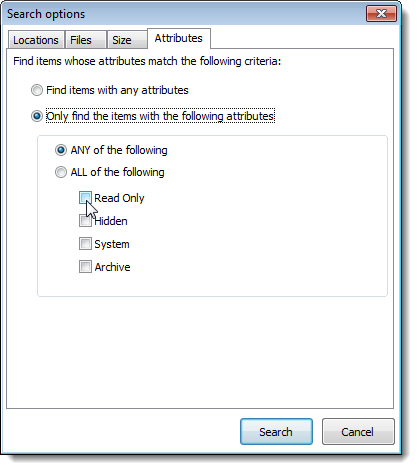 Search options
Locations Files Size Attributes
Find items whose attributes match the following criteria:
Find items with any attributes
Only find the items with the following attributes
ANY of the following
ALL of the following
Read Only
Hidden
System
Archive
Search Cancel